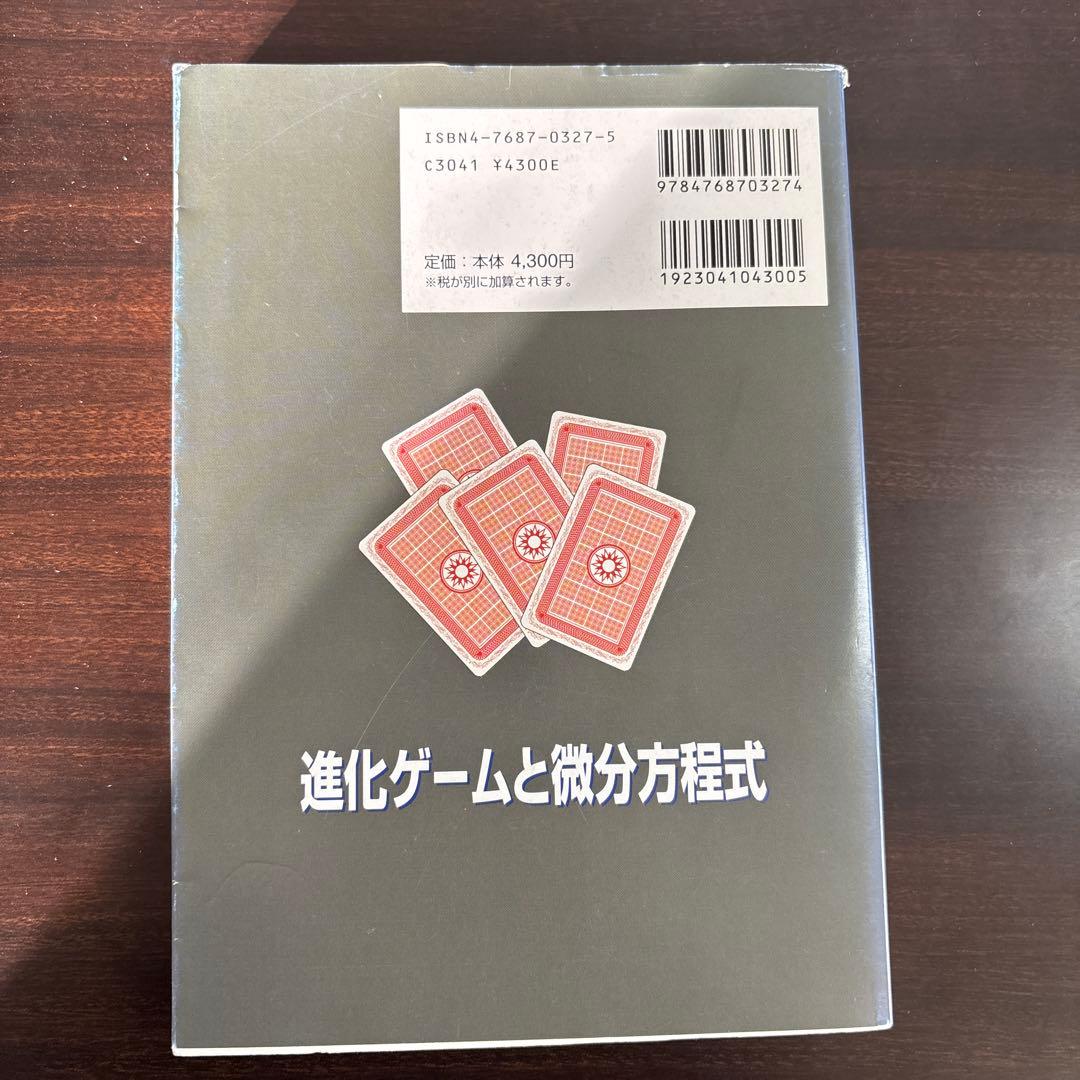 ISBN4-7687-0327-5
C3041 ¥4300E
定価：本体 4,300円
※税が別に加算されます。
9784768703274
1923041043005
進化ゲームと微分方程式